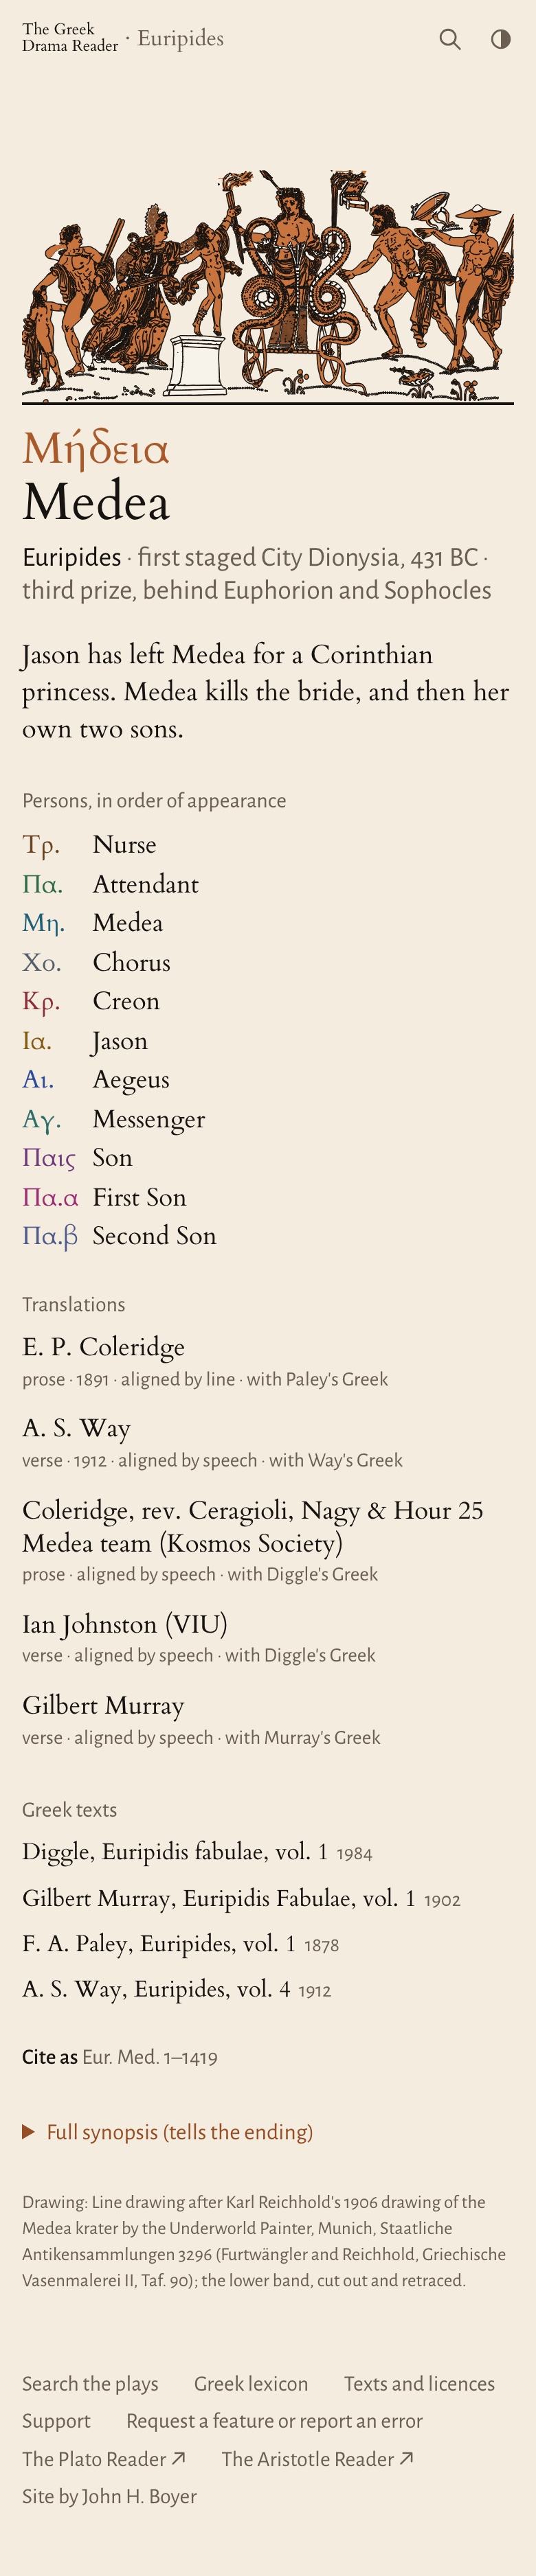 The Greek
Drama Reader · Euripides
Μήδεια
Medea
Euripides · first staged City Dionysia, 431 BC ·
third prize, behind Euphorion and Sophocles
Jason has left Medea for a Corinthian
princess. Medea kills the bride, and then her
own two sons.
Persons, in order of appearance
Τρ. Nurse
Πα. Attendant
Μη. Medea
Χο. Chorus
Κρ. Creon
Ια. Jason
Αι. Aegeus
Αγ. Messenger
Παις Son
Πα.α First Son
Πα.β Second Son
Translations
E. P. Coleridge
prose · 1891 · aligned by line · with Paley's Greek
A. S. Way
verse · 1912 · aligned by speech · with Way's Greek
Coleridge, rev. Ceragioli, Nagy & Hour 25
Medea team (Kosmos Society)
prose · aligned by speech · with Diggle's Greek
Ian Johnston (VIU)
verse · aligned by speech · with Diggle's Greek
Gilbert Murray
verse · aligned by speech · with Murray's Greek
Greek texts
Diggle, Euripidis fabulae, vol. 1 1984
Gilbert Murray, Euripidis Fabulae, vol. 1 1902
F. A. Paley, Euripides, vol. 1 1878
A. S. Way, Euripides, vol. 4 1912
Cite as Eur. Med. 1–1419
▶ Full synopsis (tells the ending)
Drawing: Line drawing after Karl Reichhold's 1906 drawing of the
Medea krater by the Underworld Painter, Munich, Staatliche
Antikensammlungen 3296 (Furtwängler and Reichhold, Griechische
Vasenmalerei II, Taf. 90); the lower band, cut out and retraced.
Search the plays Greek lexicon Texts and licences
Support Request a feature or report an error
The Plato Reader ↗ The Aristotle Reader ↗
Site by John H. Boyer